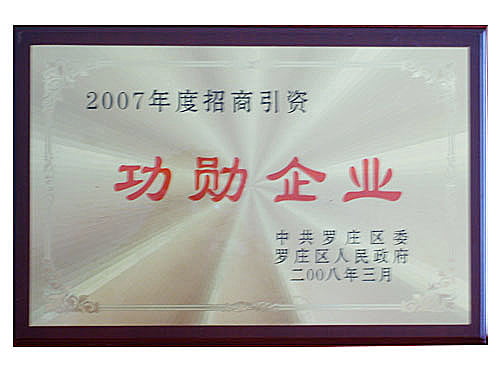 2007年度招商引资
功勋企业
中共罗庄区委
罗庄区人民政府
二00八年三月